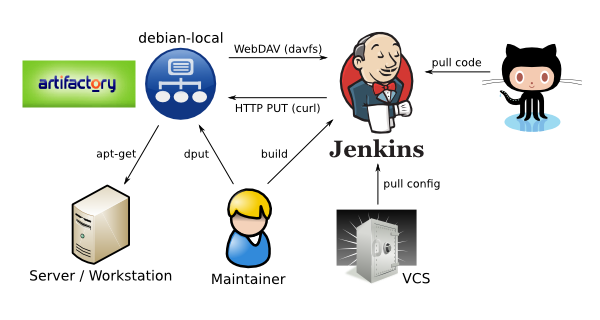 debian-local
WebDAV (davfs)
pull code
artifactory
HTTP PUT (curl)
Jenkins
apt-get
dput
build
pull config
Server / Workstation
Maintainer
VCS